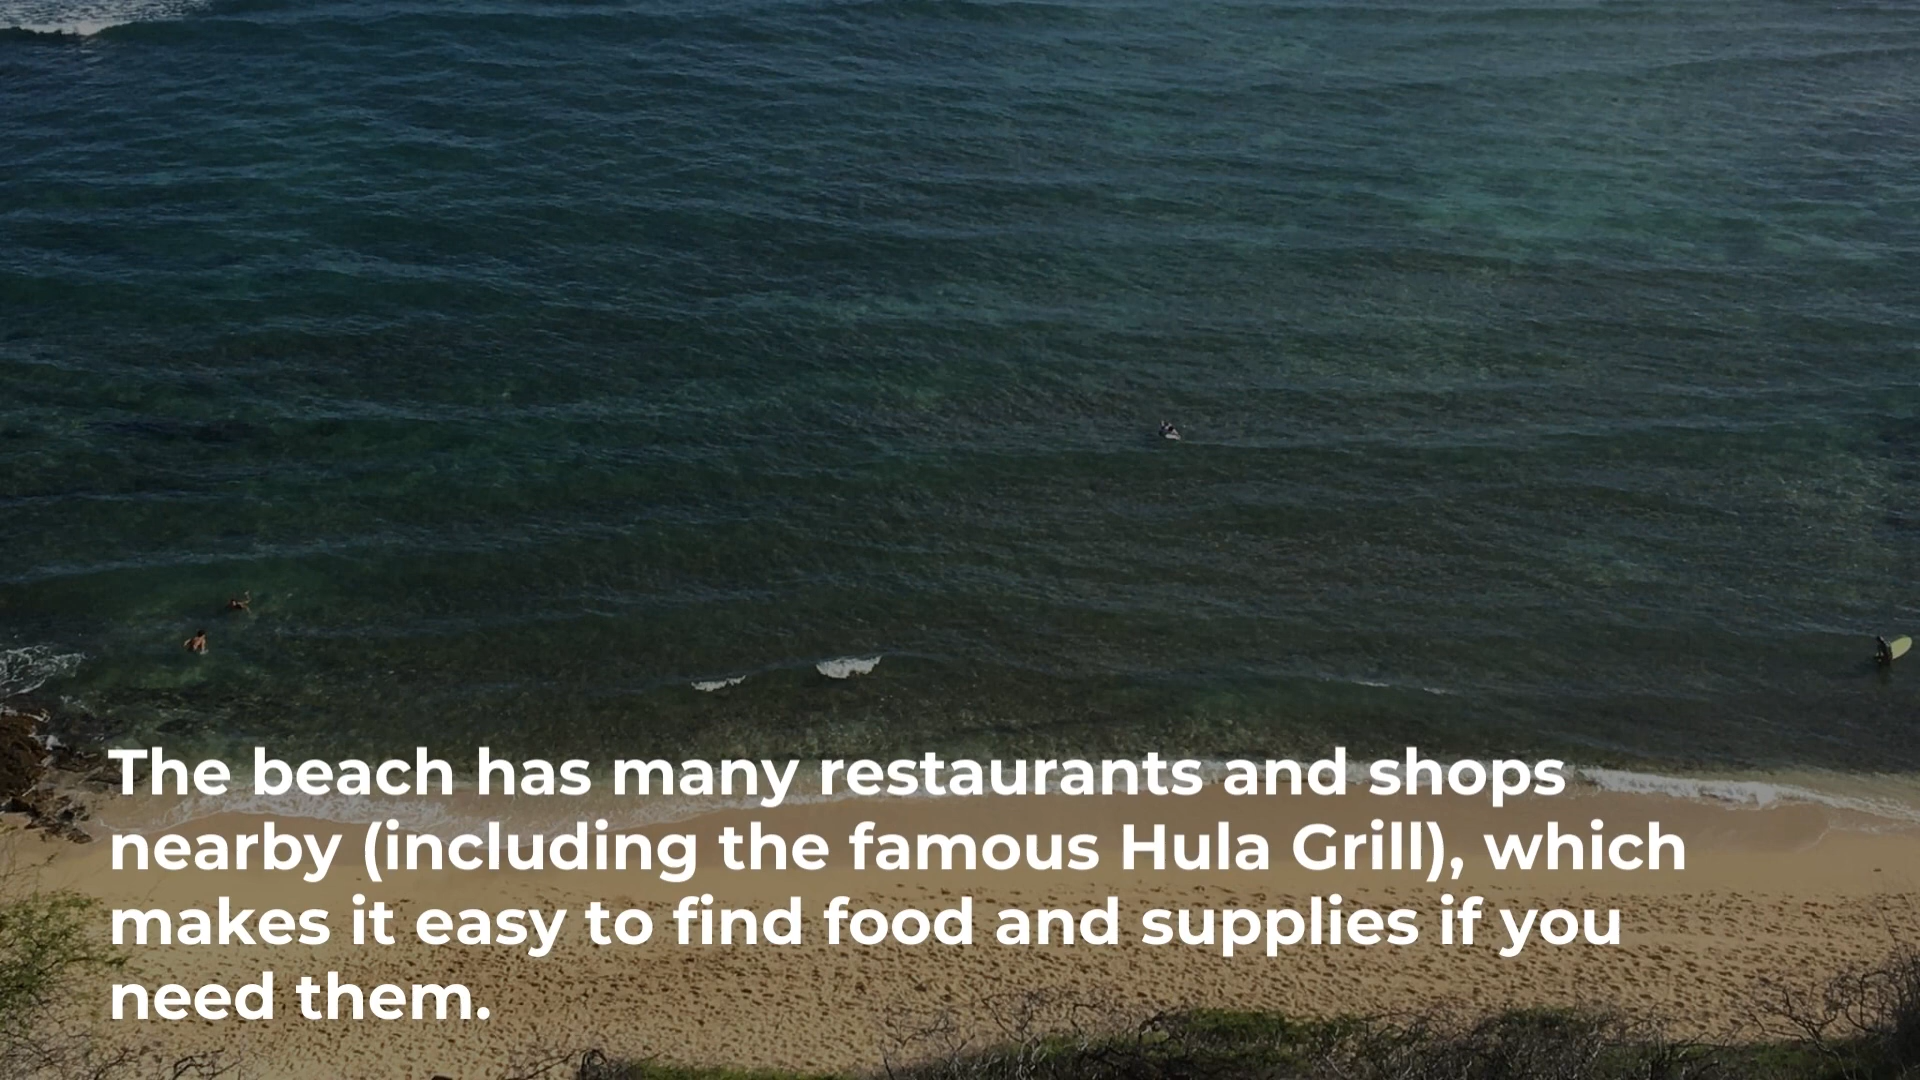 The beach has many restaurants and shops
nearby (including the famous Hula Grill), which
makes it easy to find food and supplies if you
need them.